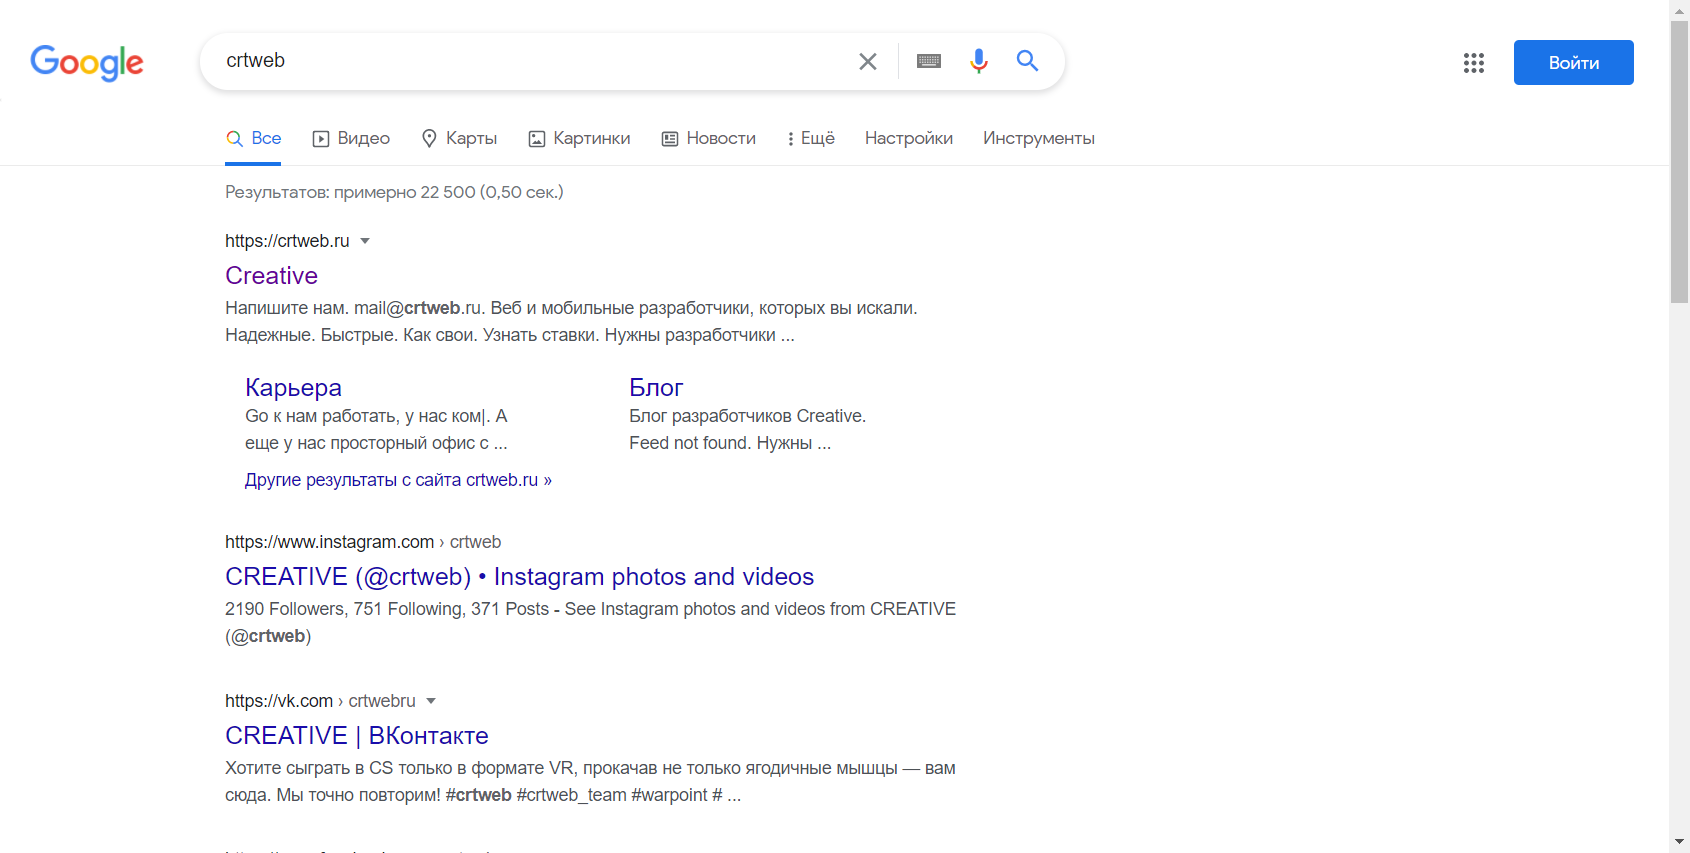 Google
crtweb
Войти
Все
Видео
Карты
Картинки
Новости
Ещё
Настройки
Инструменты
Результатов: примерно 22 500 (0,50 сек.)
https://crtweb.ru
Creative
Напишите нам. mail@crtweb.ru. Веб и мобильные разработчики, которых вы искали.
Надежные. Быстрые. Как свои. Узнать ставки. Нужны разработчики ...
Карьера
Go к нам работать, у нас ком|. А
еще у нас просторный офис с ...
Блог
Блог разработчиков Creative.
Feed not found. Нужны ...
Другие результаты с сайта crtweb.ru »
https://www.instagram.com › crtweb
CREATIVE (@crtweb) • Instagram photos and videos
2190 Followers, 751 Following, 371 Posts - See Instagram photos and videos from CREATIVE
(@crtweb)
https://vk.com › crtwebru
CREATIVE | ВКонтакте
Хотите сыграть в CS только в формате VR, прокачав не только ягодичные мышцы — вам
сюда. Мы точно повторим! #crtweb #crtweb_team #warpoint # ...